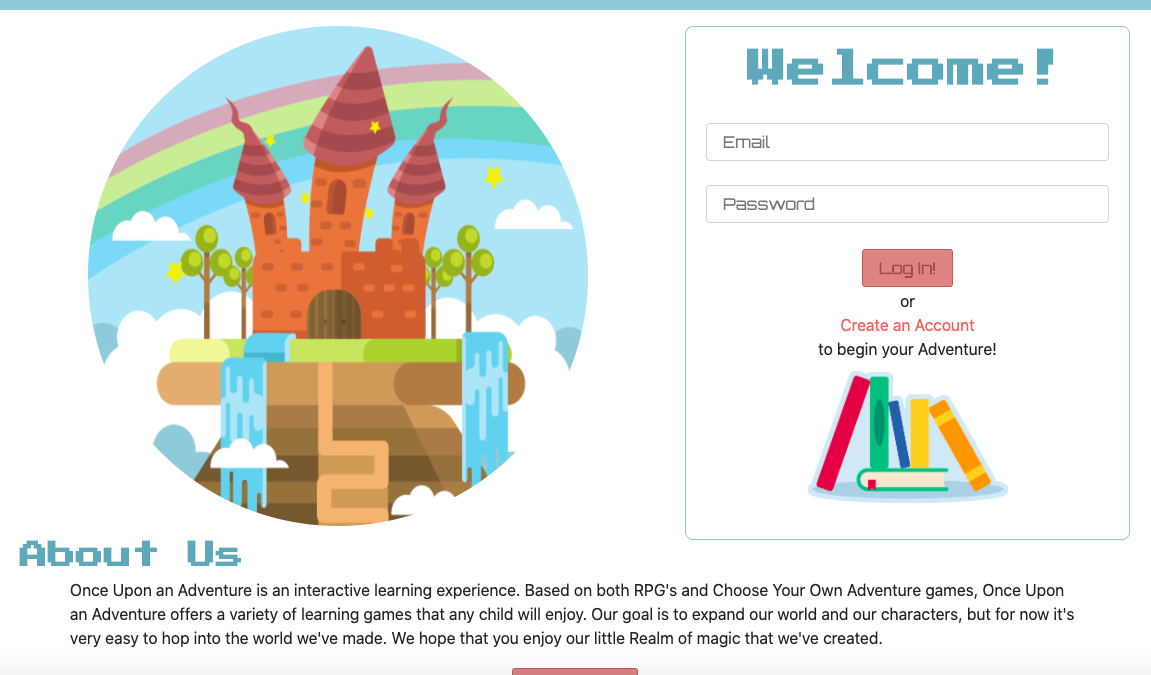 Welcome!
Email
Password
Log In!
or
Create an Account
to begin your Adventure!
About Us
Once Upon an Adventure is an interactive learning experience. Based on both RPG's and Choose Your Own Adventure games, Once Upon
an Adventure offers a variety of learning games that any child will enjoy. Our goal is to expand our world and our characters, but for now it's
very easy to hop into the world we've made. We hope that you enjoy our little Realm of magic that we've created.